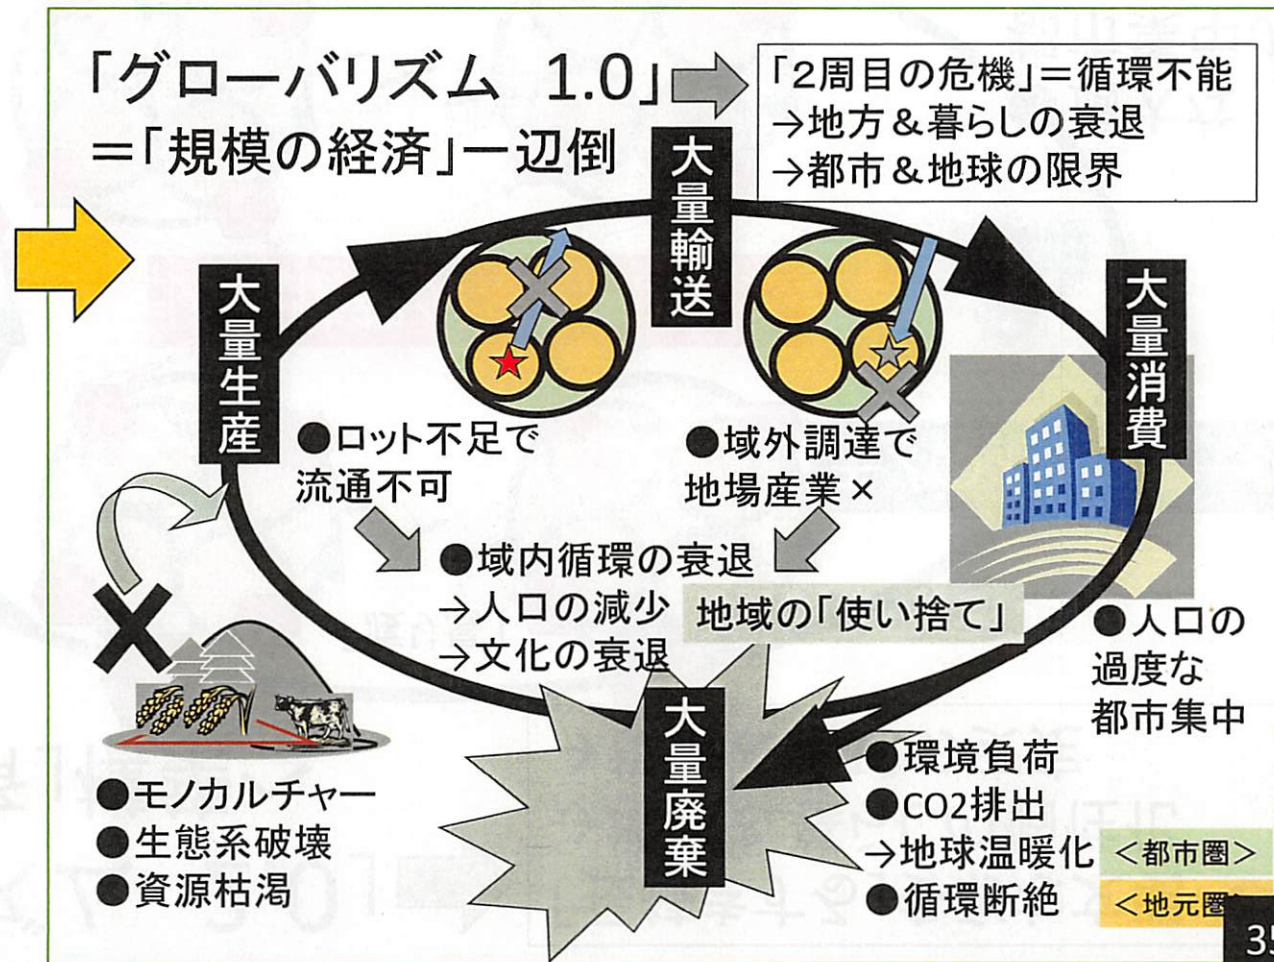 「グローバリズム 1.0」
＝「規模の経済」一辺倒
「2周目の危機」＝循環不能
→地方＆暮らしの衰退
→都市＆地球の限界
大量輸送
大量生産
大量消費
●ロット不足で
流通不可
●域外調達で
地場産業×
●域内循環の衰退
→人口の減少
→文化の衰退
地域の「使い捨て」
●人口の
過度な
都市集中
大量廃棄
●モノカルチャー
●生態系破壊
●資源枯渇
●環境負荷
●CO2排出
→地球温暖化
●循環断絶
＜都市圏＞
＜地元圏＞
35